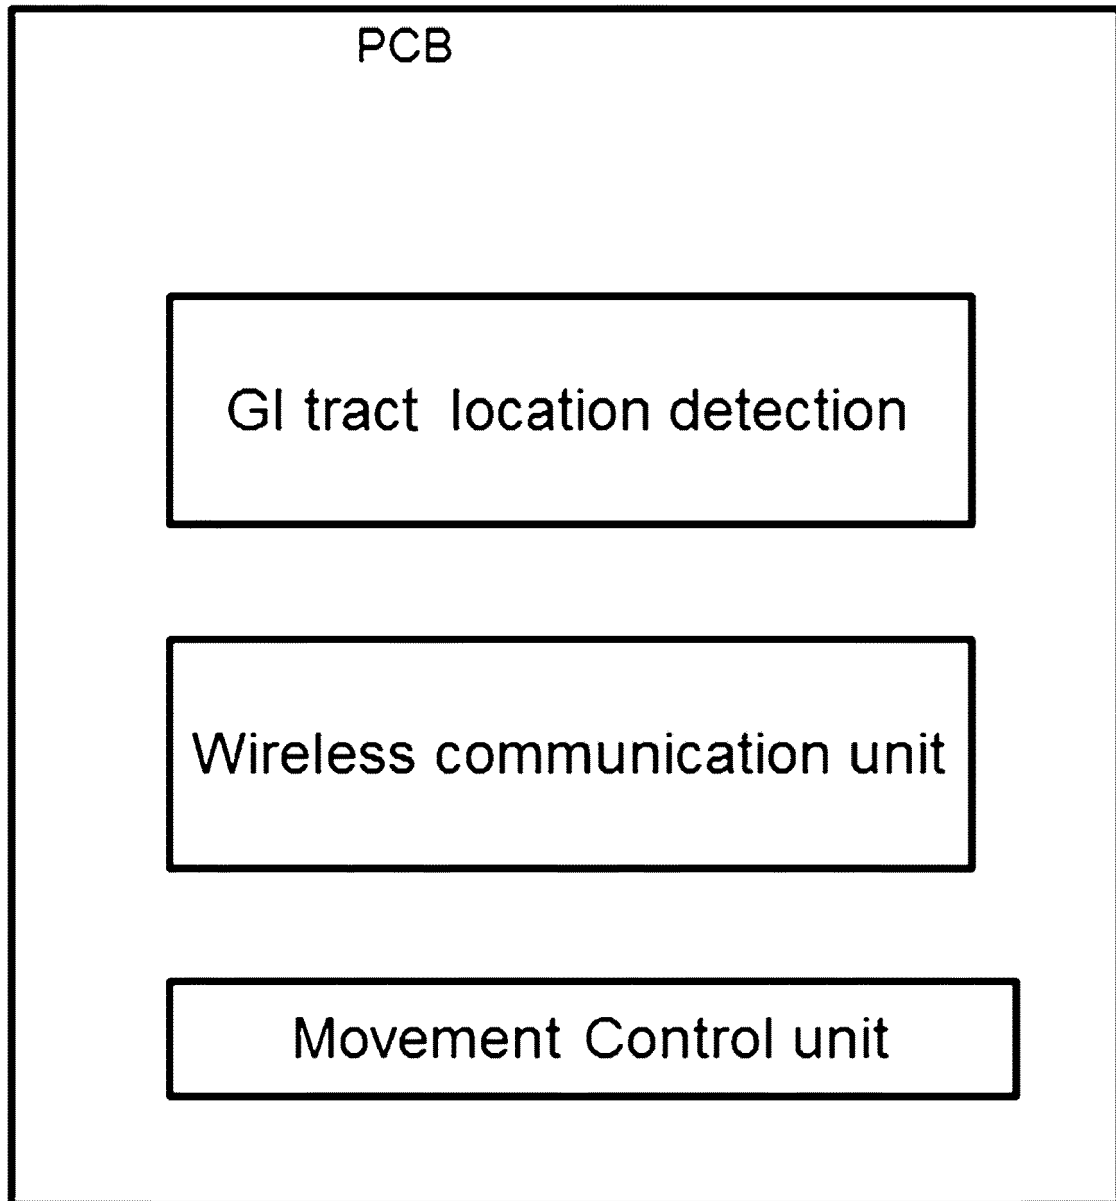 PCB
GI tract location detection
Wireless communication unit
Movement Control unit